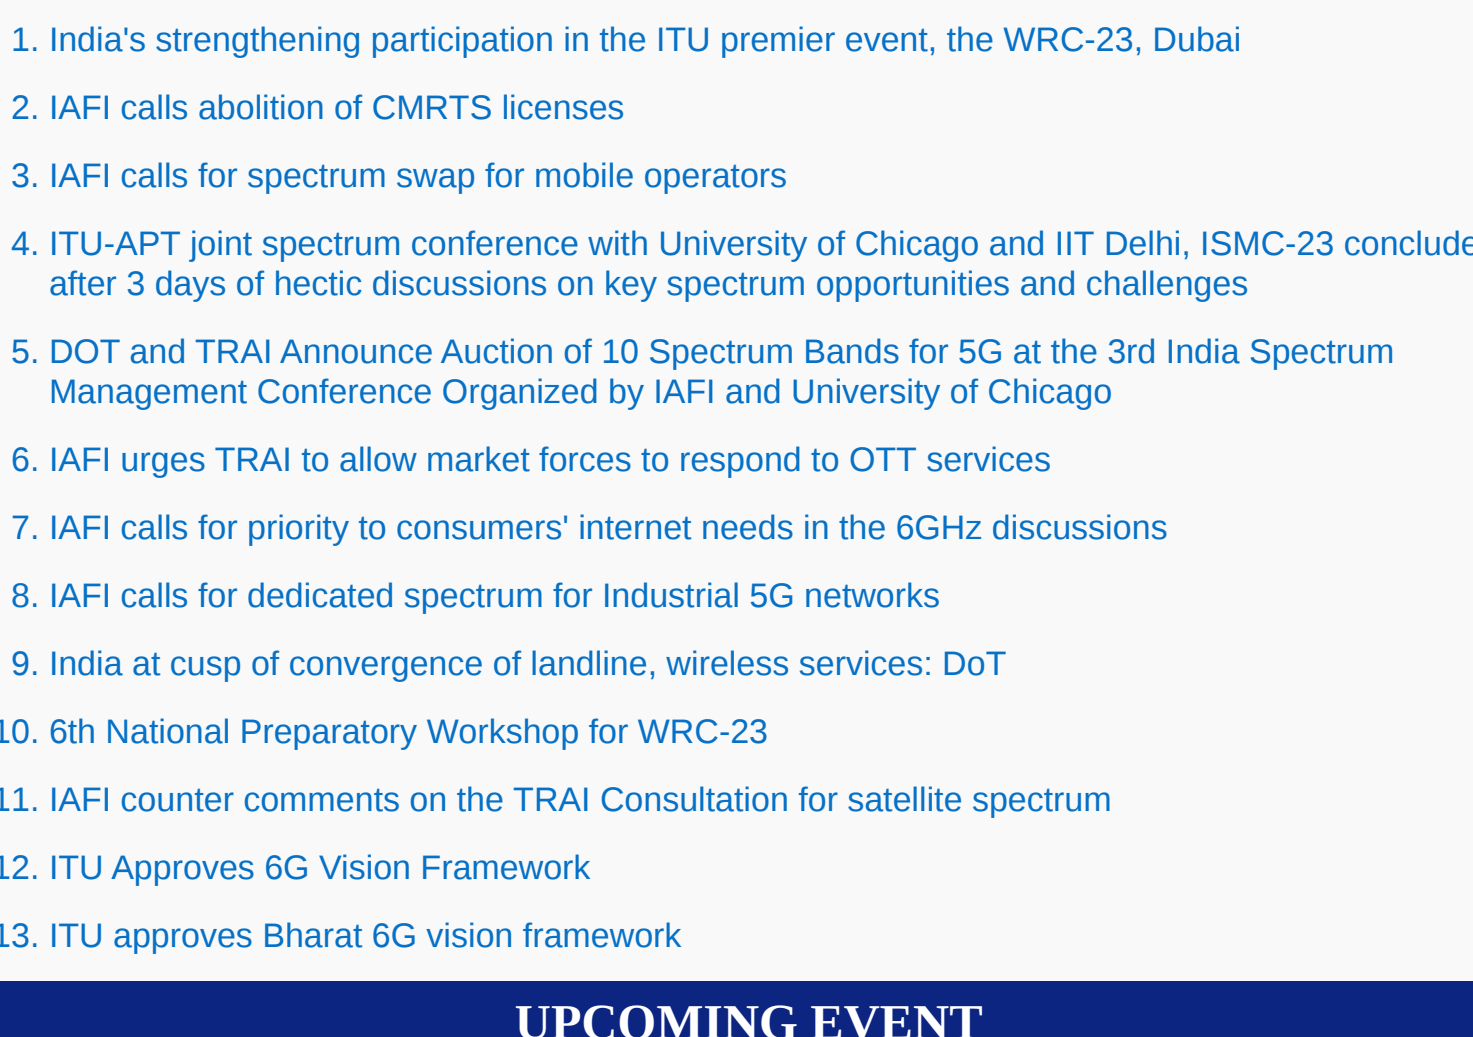 1. India's strengthening participation in the ITU premier event, the WRC-23, Dubai
2. IAFI calls abolition of CMRTS licenses
3. IAFI calls for spectrum swap for mobile operators
4. ITU-APT joint spectrum conference with University of Chicago and IIT Delhi, ISMC-23 conclude
after 3 days of hectic discussions on key spectrum opportunities and challenges
5. DOT and TRAI Announce Auction of 10 Spectrum Bands for 5G at the 3rd India Spectrum
Management Conference Organized by IAFI and University of Chicago
6. IAFI urges TRAI to allow market forces to respond to OTT services
7. IAFI calls for priority to consumers' internet needs in the 6GHz discussions
8. IAFI calls for dedicated spectrum for Industrial 5G networks
9. India at cusp of convergence of landline, wireless services: DoT
10. 6th National Preparatory Workshop for WRC-23
11. IAFI counter comments on the TRAI Consultation for satellite spectrum
12. ITU Approves 6G Vision Framework
13. ITU approves Bharat 6G vision framework
UPCOMING EVENT